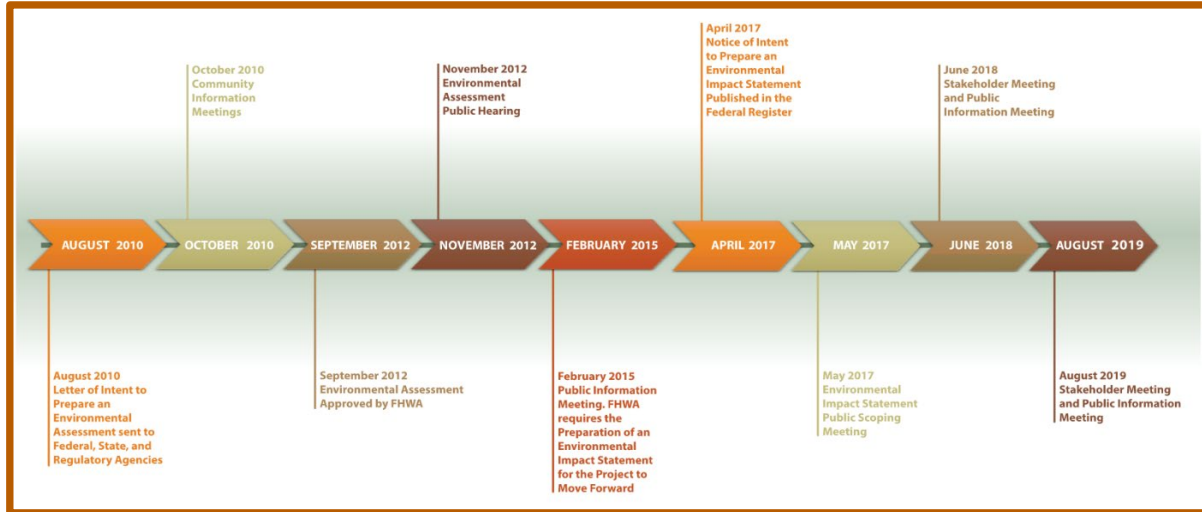 October 2010
Community
Information
Meetings
November 2012
Environmental
Assessment
Public Hearing
April 2017
Notice of Intent
to Prepare an
Environmental
Impact Statement
Published in the
Federal Register
June 2018
Stakeholder Meeting
and Public
Information Meeting
AUGUST 2010
OCTOBER 2010
SEPTEMBER 2012
NOVEMBER 2012
FEBRUARY 2015
APRIL 2017
MAY 2017
JUNE 2018
AUGUST 2019
August 2010
Letter of Intent to
Prepare an
Environmental
Assessment sent to
Federal, State, and
Regulatory Agencies
September 2012
Environmental Assessment
Approved by FHWA
February 2015
Public Information
Meeting. FHWA
requires the
Preparation of an
Environmental
Impact Statement
for the Project to
Move Forward
May 2017
Environmental
Impact Statement
Public Scoping
Meeting
August 2019
Stakeholder Meeting
and Public Information
Meeting